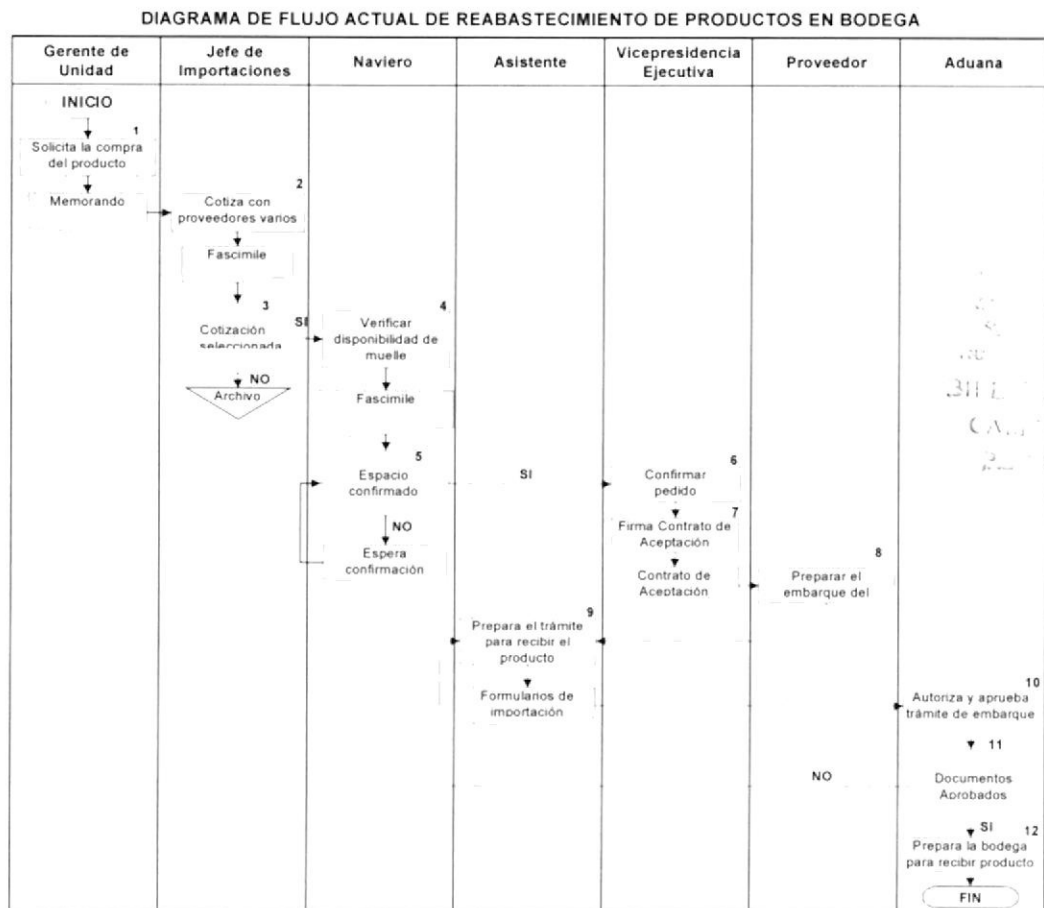 DIAGRAMA DE FLUJO ACTUAL DE REABASTECIMIENTO DE PRODUCTOS EN BODEGA
Gerente de
Unidad
Jefe de
Importaciones
Naviero
Asistente
Vicepresidencia
Ejecutiva
Proveedor
Aduana
INICIO
1
Solicita la compra
del producto
Memorando
2
Cotiza con
proveedores varios
Fascimile
3
Cotización
seleccionada
SI
NO
Archivo
4
Verificar
disponibilidad de
muelle
Fascimile
5
Espacio
confirmado
SI
NO
Espera
confirmación
6
Confirmar
pedido
7
Firma Contrato de
Aceptación
Contrato de
Aceptación
8
Preparar el
embarque del
9
Prepara el trámite
para recibir el
producto
Formularios de
importación
10
Autoriza y aprueba
trámite de embarque
11
Documentos
Aprobados
NO
SI
12
Prepara la bodega
para recibir producto
FIN